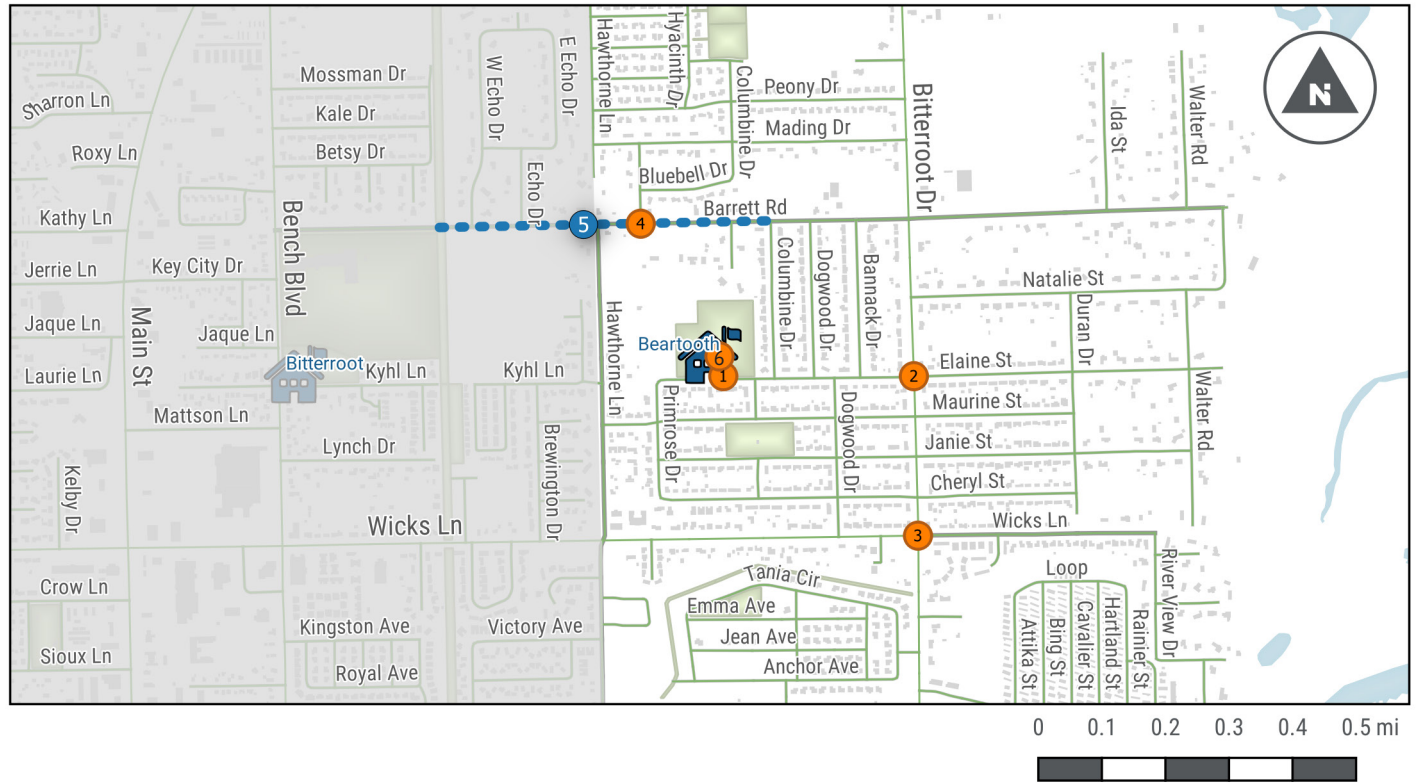 Mossman Dr
Kale Dr
Betsy Dr
Sharron Ln
Roxy Ln
Kathy Ln
Jerrie Ln
Key City Dr
Jaque Ln
Jaque Ln
Laurie Ln
Main St
Bench Blvd
Bitterroot
Kyhl Ln
Kyhl Ln
Mattson Ln
Lynch Dr
Kelby Dr
Wicks Ln
Crow Ln
Sioux Ln
Kingston Ave
Royal Ave
Victory Ave
Brewington Dr
W Echo Dr
E Echo Dr
Echo Dr
Hawthorne Ln
Hyacinth Dr
Columbine Dr
Peony Dr
Mading Dr
Bluebell Dr
Barrett Rd
5
4
Bitterroot Dr
Ida St
Walter Rd
N
Natalie St
Columbine Dr
Dogwood Dr
Bannack Dr
Duran Dr
Hawthorne Ln
Beartooth
6
1
2
Elaine St
Maurine St
Janie St
Cheryl St
Walter Rd
Primrose Dr
Dogwood Dr
3
Wicks Ln
Tania Cir
Emma Ave
Jean Ave
Anchor Ave
Loop
Attika St
Bing St
Cavalier St
Hartland St
Rainier St
River View Dr
0 0.1 0.2 0.3 0.4 0.5 mi